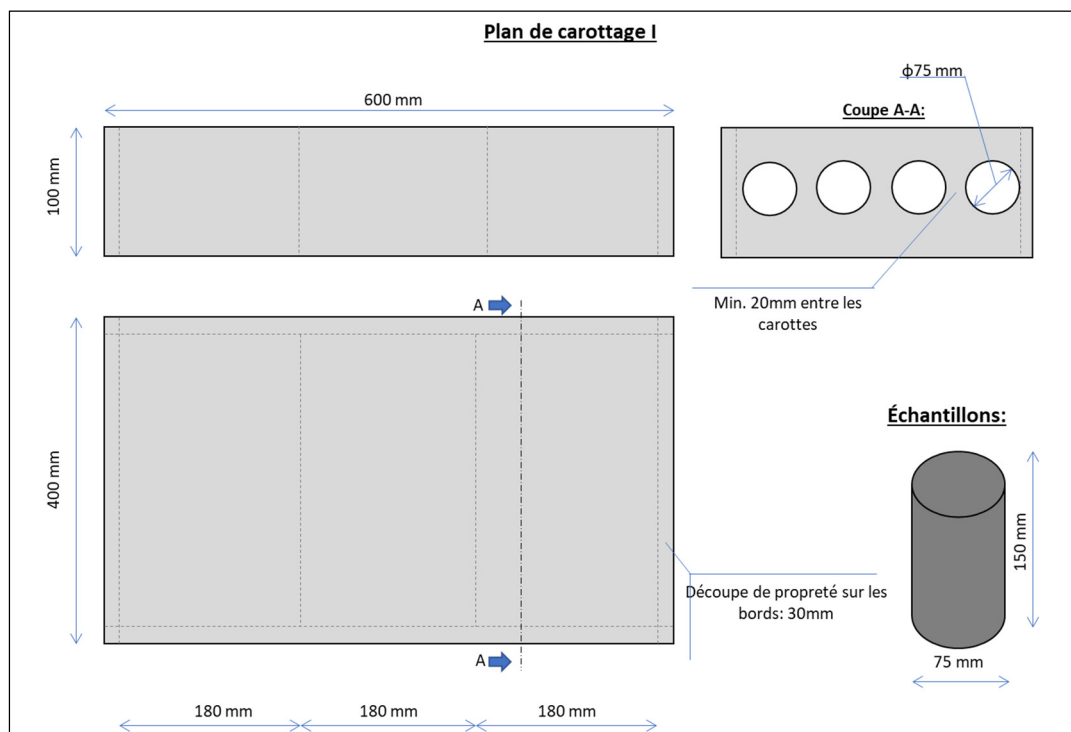 Plan de carottage I
600 mm
100 mm
ϕ75 mm
Coupe A-A:
Min. 20mm entre les
carottes
A
400 mm
Échantillons:
150 mm
75 mm
Découpe de propreté sur les
bords: 30mm
A
180 mm
180 mm
180 mm